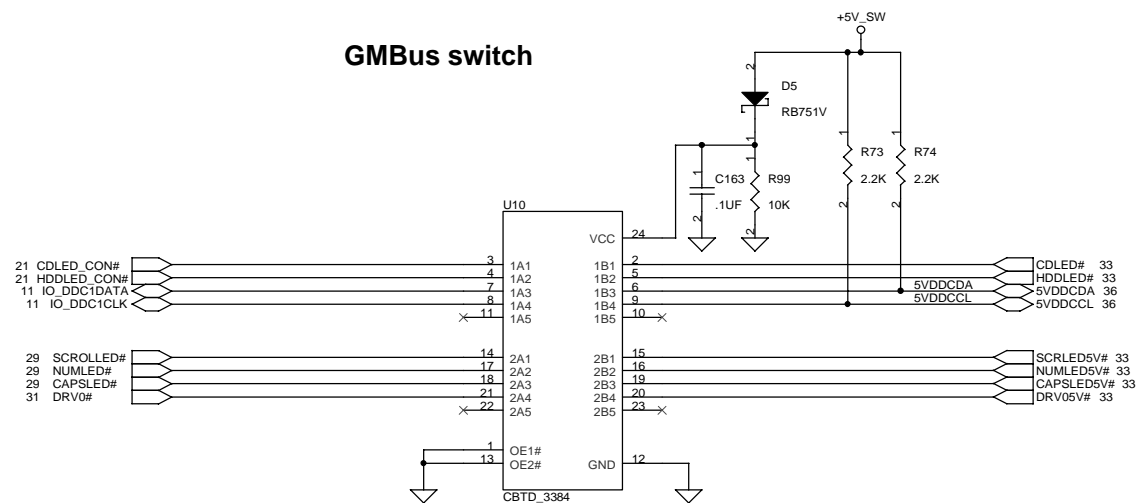 +5V_SW
GMBus switch
2
D5
RB751V
1
1
1
1
1
C163
R99
R73
R74
.1UF
10K
2.2K
2.2K
2
2
2
2
U10
VCC 24
21 CDLED_CON# 3 1A1 1B1 2 CDLED# 33
21 HDDLED_CON# 4 1A2 1B2 5 HDDLED# 33
11 IO_DDC1DATA 7 1A3 1B3 6 5VDDCDA 5VDDCDA 36
11 IO_DDC1CLK 8 1A4 1B4 9 5VDDCCL 5VDDCCL 36
11 1A5 1B5 10
29 SCROLLED# 14 2A1 2B1 15 SCRLED5V# 33
29 NUMLED# 17 2A2 2B2 16 NUMLED5V# 33
29 CAPSLED# 18 2A3 2B3 19 CAPSLED5V# 33
31 DRV0# 21 2A4 2B4 20 DRV05V# 33
22 2A5 2B5 23
1 OE1#
13 OE2# GND 12
CBTD_3384